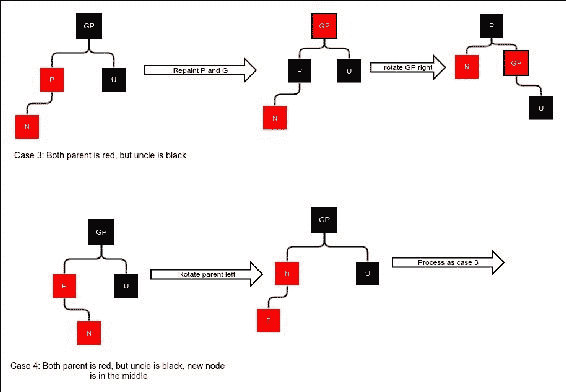 GP
P
U
N
Repaint P and G
GP
P
U
N
rotate GP right
P
N
GP
U
Case 3: Both parent is red, but uncle is black
GP
P
U
N
Rotate parent left
GP
N
U
P
Process as case 3
Case 4: Both parent is red, but uncle is black, new node
is in the middle